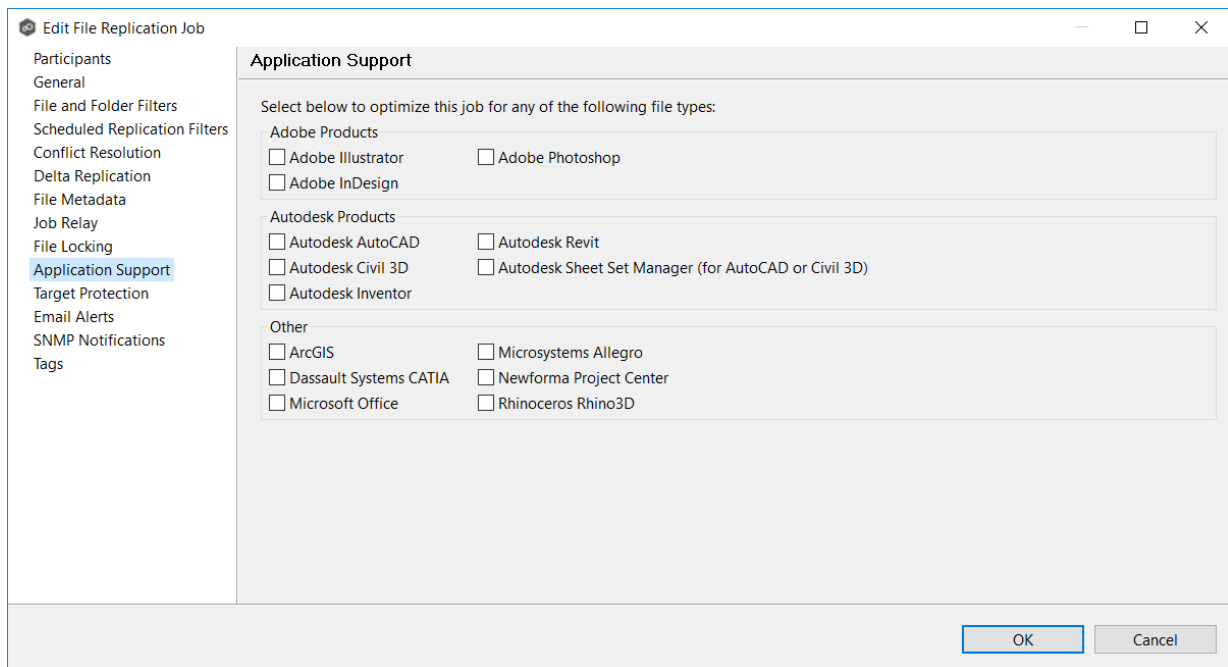 Edit File Replication Job
Participants
General
File and Folder Filters
Scheduled Replication Filters
Conflict Resolution
Delta Replication
File Metadata
Job Relay
File Locking
Application Support
Target Protection
Email Alerts
SNMP Notifications
Tags
Application Support
Select below to optimize this job for any of the following file types:
Adobe Products
Adobe Illustrator Adobe Photoshop
Adobe InDesign
Autodesk Products
Autodesk AutoCAD Autodesk Revit
Autodesk Civil 3D Autodesk Sheet Set Manager (for AutoCAD or Civil 3D)
Autodesk Inventor
Other
ArcGIS Microsystems Allegro
Dassault Systems CATIA Newforma Project Center
Microsoft Office Rhinoceros Rhino3D
OK Cancel